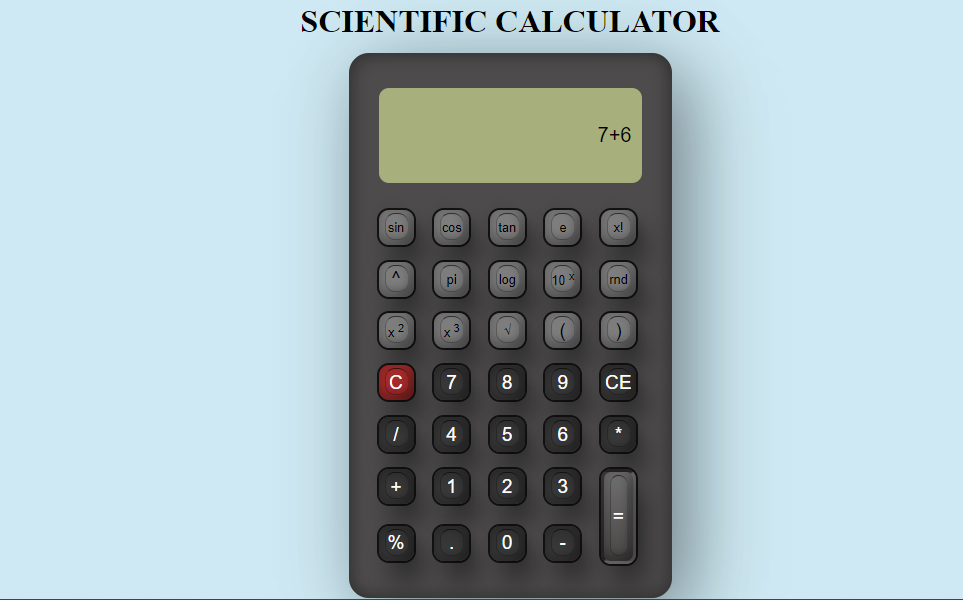 SCIENTIFIC CALCULATOR
7+6
sin cos tan e x!
^ pi log 10 x rnd
x 2 x 3 √ ( )
C 7 8 9 CE
/ 4 5 6 *
+ 1 2 3
=
% . 0 -